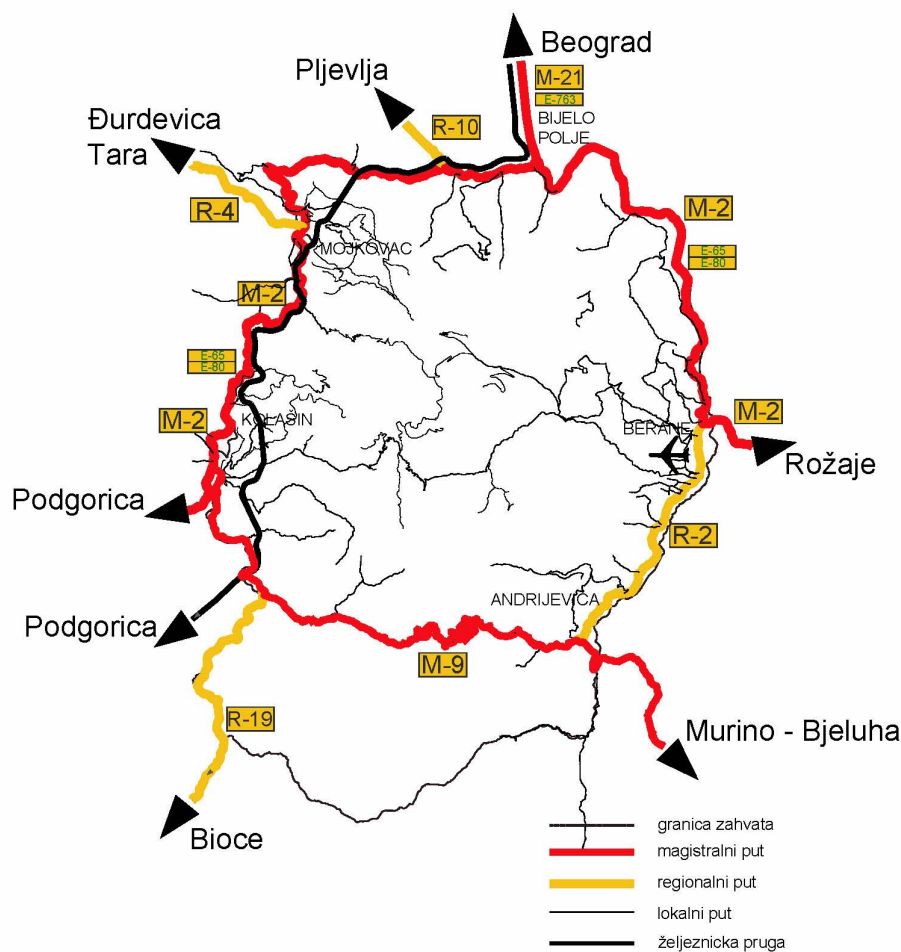 Beograd
Pljevlja
M-21
E-763
BIJELO
POLJE
R-10
Đurdevica
Tara
R-4
M-2
MOJKOVAC
E-65
E-80
M-2
E-65
E-80
M-2
KOLAŠIN
M-2
BERANE
Rožaje
Podgorica
R-2
ANDRIJEVICA
Podgorica
M-9
R-19
Murino - Bjeluha
Bioce
granica zahvata
magistralni put
regionalni put
lokalni put
željeznicka pruga